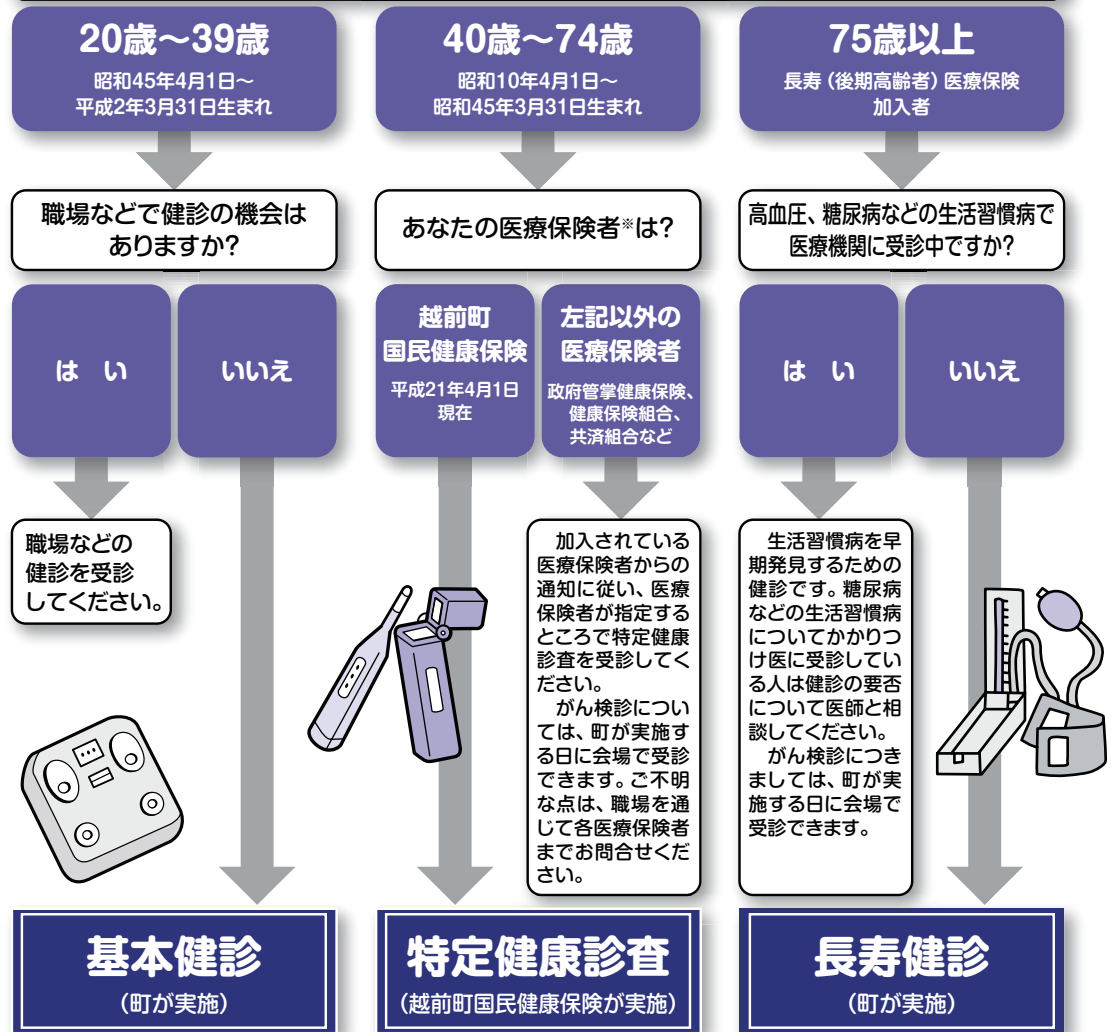 20歳～39歳
昭和45年4月1日～
平成2年3月31日生まれ
40歳～74歳
昭和10年4月1日～
昭和45年3月31日生まれ
75歳以上
長寿（後期高齢者）医療保険
加入者
職場などで健診の機会は
ありますか？
あなたの医療保険者※は？
高血圧、糖尿病などの生活習慣病で
医療機関に受診中ですか？
はい
いいえ
越前町
国民健康保険
平成21年4月1日
現在
左記以外の
医療保険者
政府管掌健康保険、
健康保険組合、
共済組合など
はい
いいえ
職場などの
健診を受診
してください。
加入されている
医療保険者からの
通知に従い、医療
保険者が指定する
ところで特定健康
診査を受診してく
ださい。
がん検診につい
ては、町が実施す
る日に会場で受診
できます。ご不明
な点は、職場を通
じて各医療保険者
までお問合せくだ
さい。
生活習慣病を早
期発見するための
健診です。糖尿病
などの生活習慣病
についてかかりつ
け医に受診してい
る人は健診の要否
について医師と相
談してください。
がん検診につき
ましては、町が実
施する日に会場で
受診できます。
基本健診
（町が実施）
特定健康診査
（越前町国民健康保険が実施）
長寿健診
（町が実施）